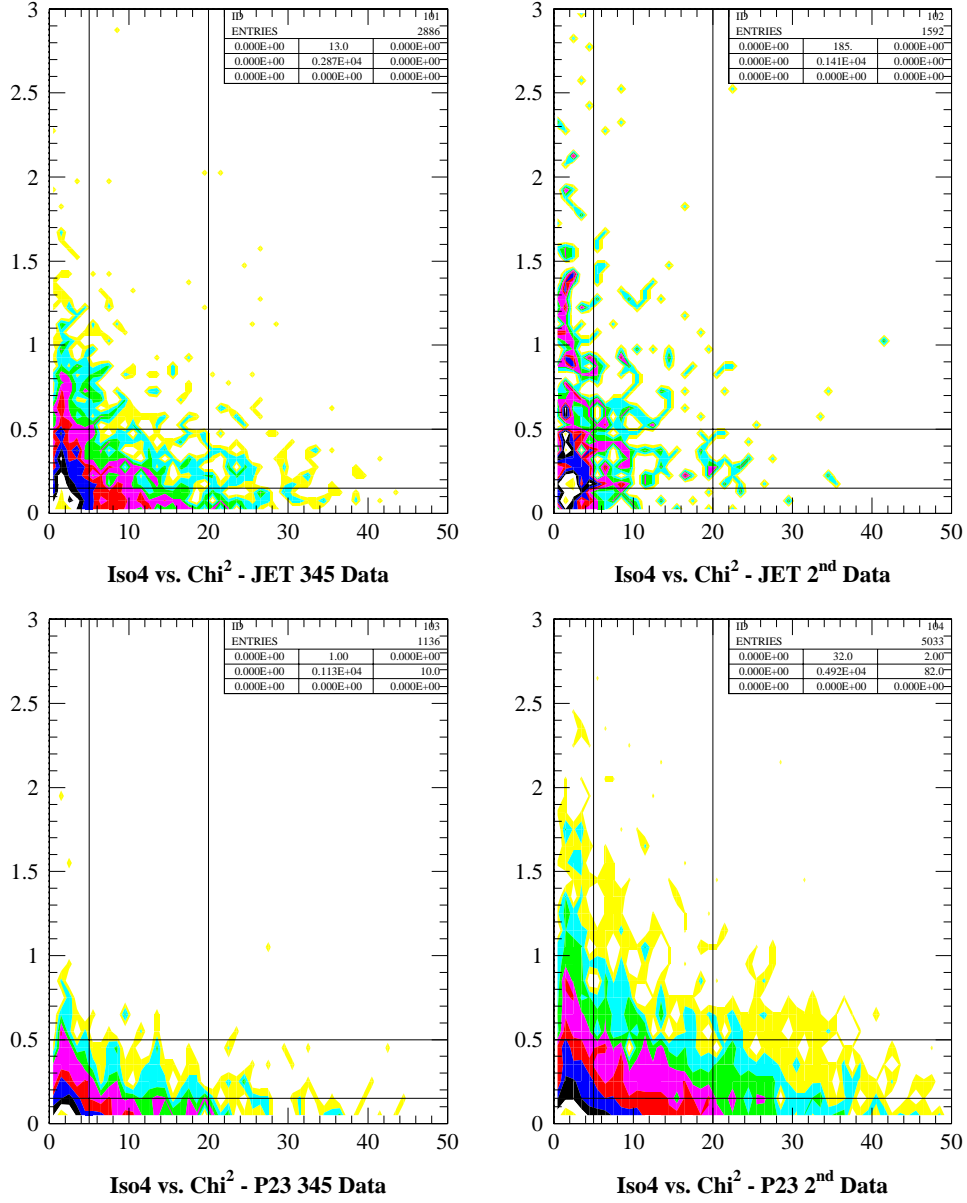 ID 101
ENTRIES 2886
0.000E+00 13.0 0.000E+00
0.000E+00 0.287E+04 0.000E+00
0.000E+00 0.000E+00 0.000E+00
3
2.5
2
1.5
1
0.5
0
0 10 20 30 40 50
Iso4 vs. Chi² - JET 345 Data
ID 102
ENTRIES 1592
0.000E+00 185. 0.000E+00
0.000E+00 0.141E+04 0.000E+00
0.000E+00 0.000E+00 0.000E+00
3
2.5
2
1.5
1
0.5
0
0 10 20 30 40 50
Iso4 vs. Chi² - JET 2ⁿᵈ Data
ID 103
ENTRIES 1136
0.000E+00 1.00 0.000E+00
0.000E+00 0.113E+04 10.0
0.000E+00 0.000E+00 0.000E+00
3
2.5
2
1.5
1
0.5
0
0 10 20 30 40 50
Iso4 vs. Chi² - P23 345 Data
ID 104
ENTRIES 5033
0.000E+00 32.0 2.00
0.000E+00 0.492E+04 82.0
0.000E+00 0.000E+00 0.000E+00
3
2.5
2
1.5
1
0.5
0
0 10 20 30 40 50
Iso4 vs. Chi² - P23 2ⁿᵈ Data